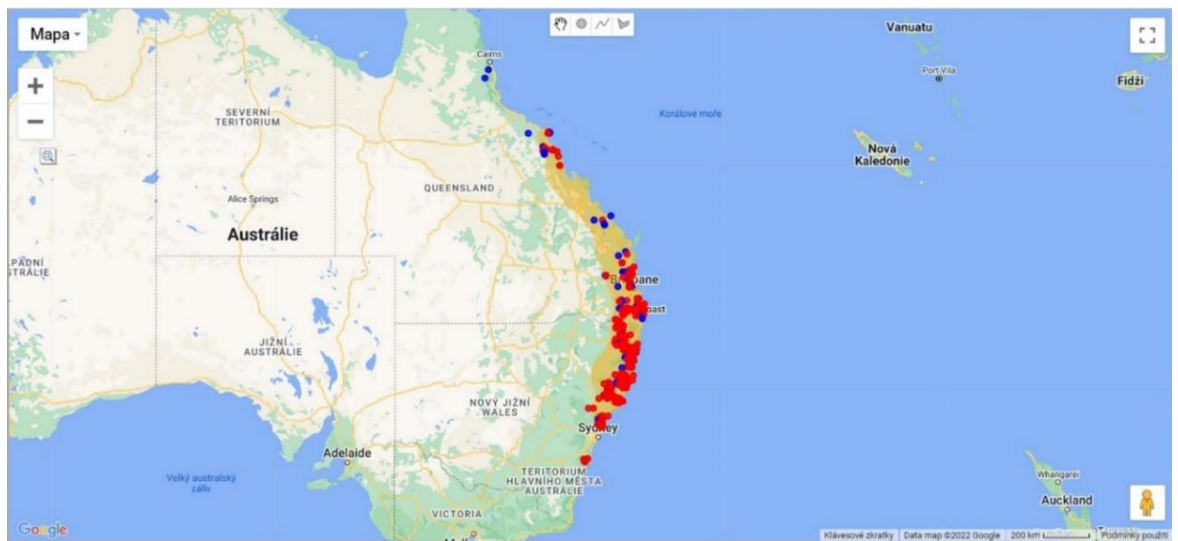 Mapa
Vanuatu
Cairns
Port Vila
Fidži
SEVERNÍ
TERITORIUM
Korálové moře
Nová
Kaledonie
QUEENSLAND
Alice Springs
Austrálie
PADNÍ
STRÁLIE
Brisbane
oast
JIŽNÍ
AUSTRÁLIE
NOVÝ JIŽNÍ
WALES
Sydney
Adelaide
TERITORIUM
HLAVNÍHO MĚSTA
AUSTRÁLIE
Velký australský
záliv
Whangarei
Auckland
VICTORIA
Google
Klávesové zkratky
Data map ©2022 Google
200 km
Podmínky použití